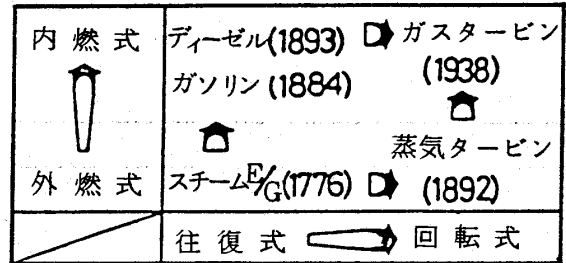 内燃式 ディーゼル(1893) ガスタービン
ガソリン(1884) (1938)
蒸気タービン
外燃式 スチームE/G(1776) (1892)
往復式 回転式